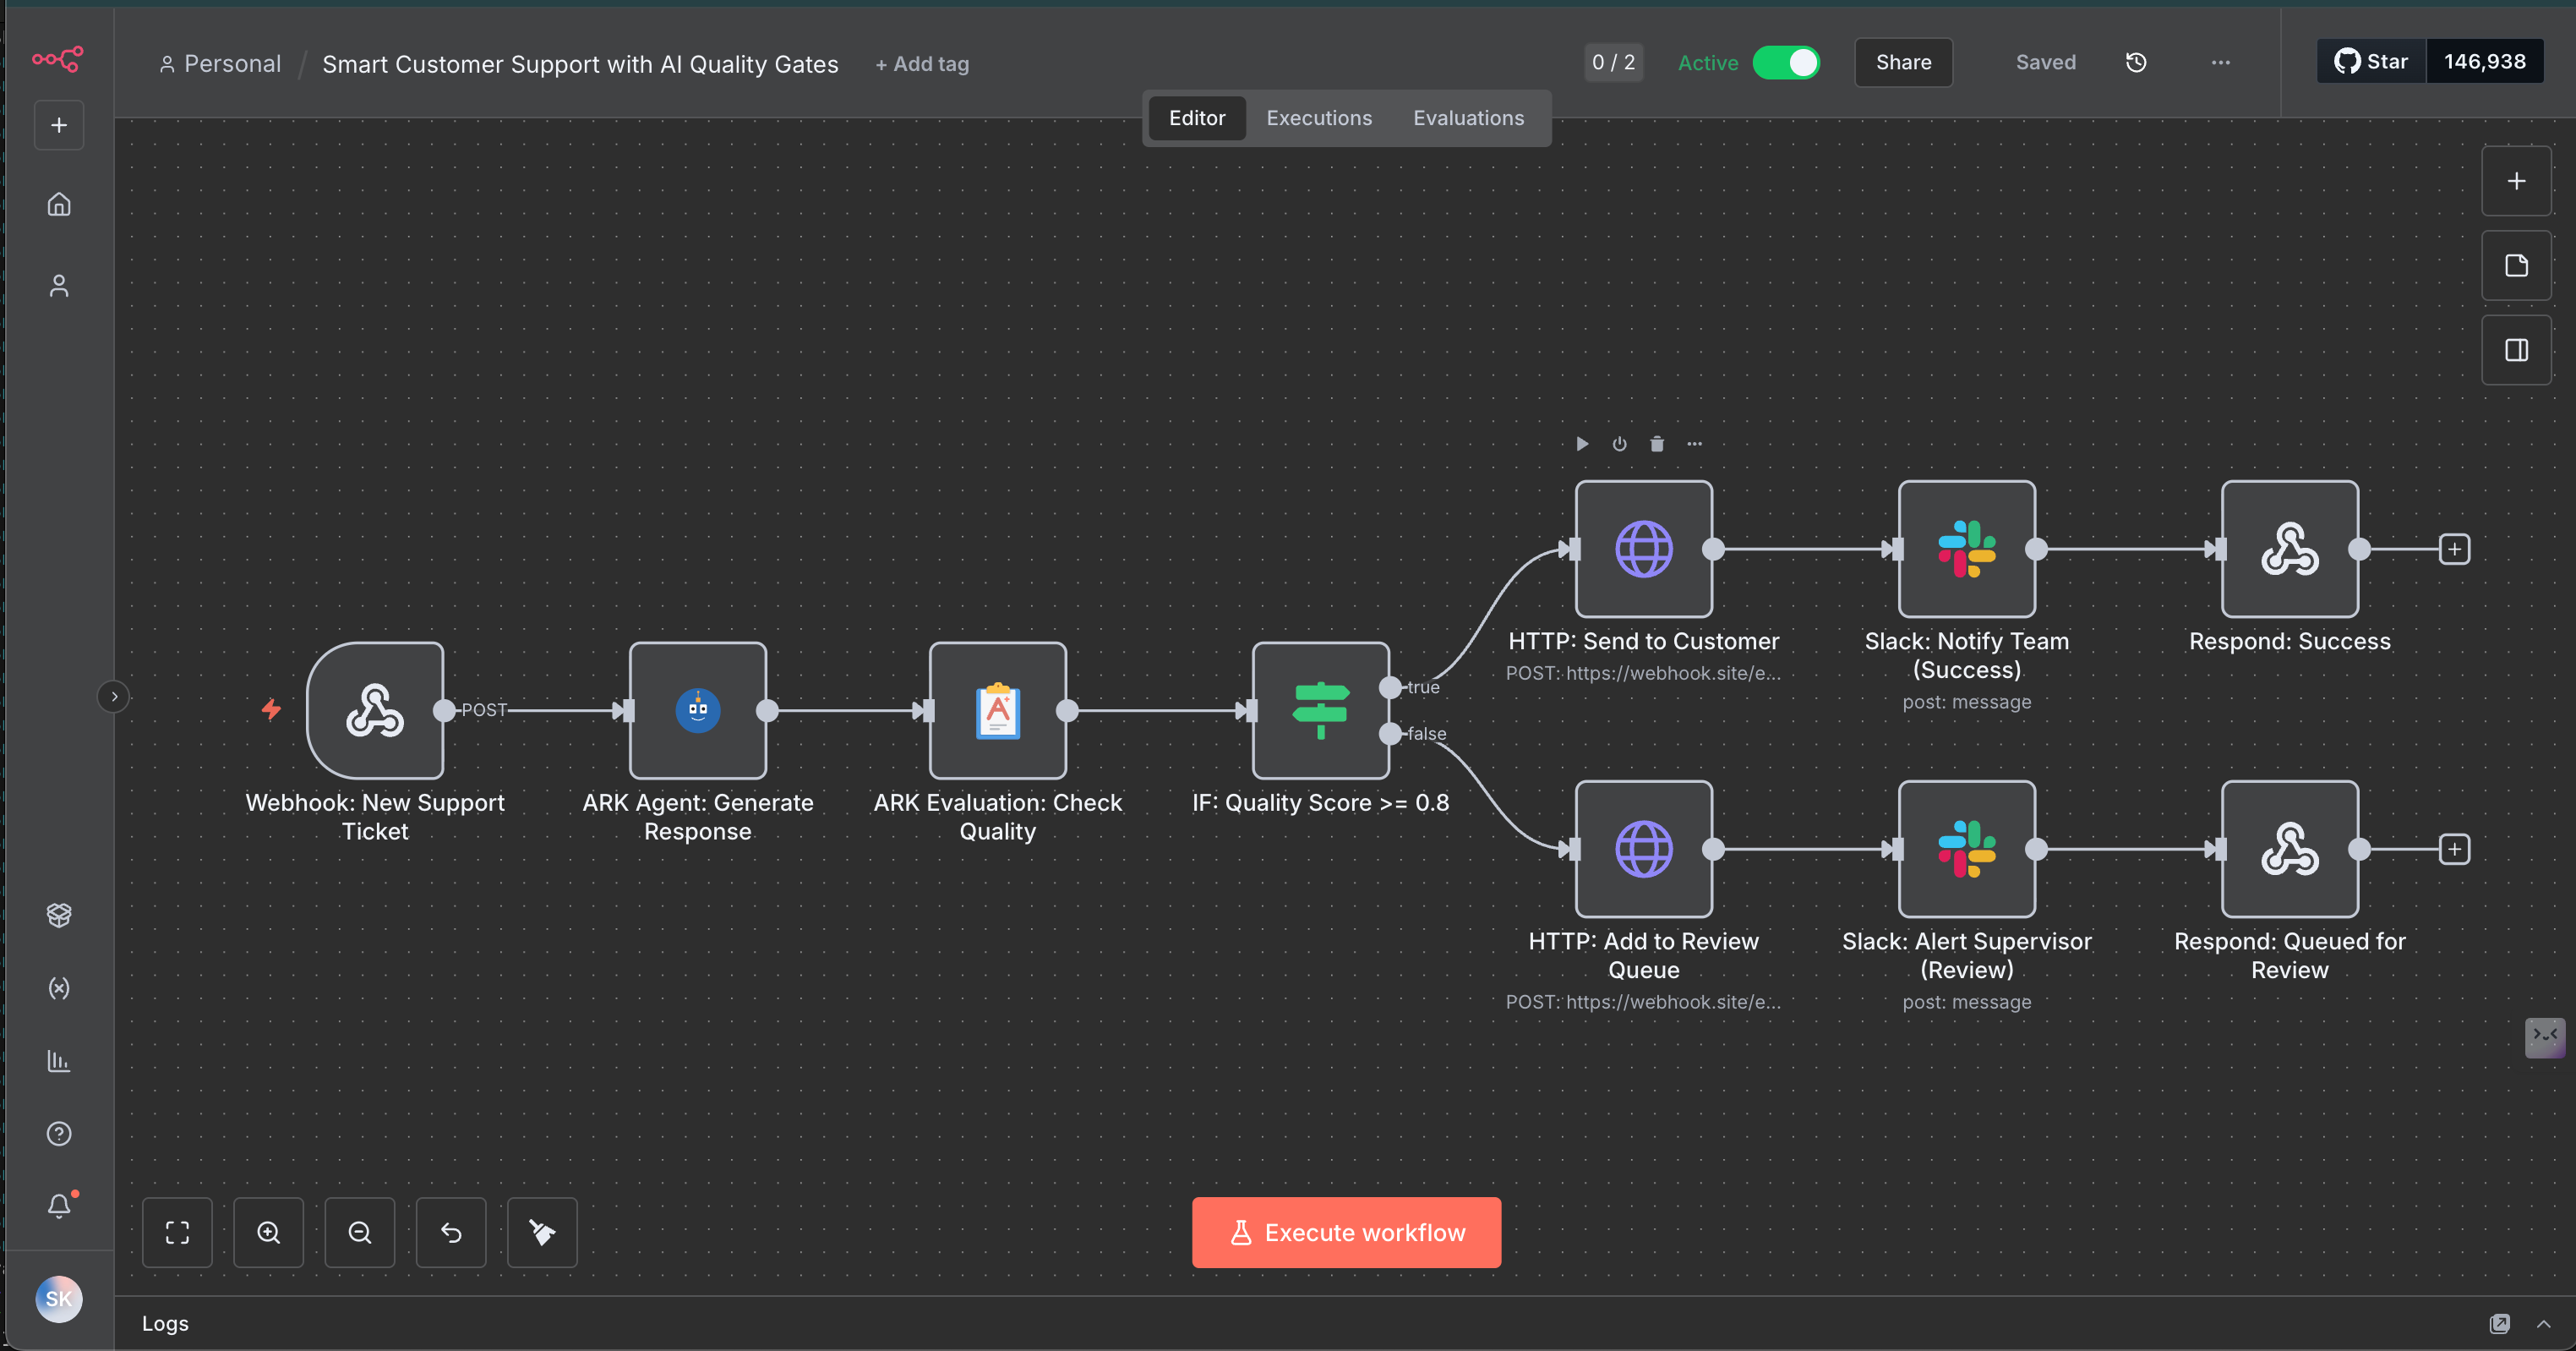 Personal / Smart Customer Support with AI Quality Gates + Add tag
0 / 2 Active Share Saved Star 146,938
Editor Executions Evaluations
HTTP: Send to Customer
POST: https://webhook.site/e...
Slack: Notify Team
(Success)
post: message
Respond: Success
POST
true
false
Webhook: New Support
Ticket
ARK Agent: Generate
Response
ARK Evaluation: Check
Quality
IF: Quality Score >= 0.8
HTTP: Add to Review
Queue
POST: https://webhook.site/e...
Slack: Alert Supervisor
(Review)
post: message
Respond: Queued for
Review
Execute workflow
SK
Logs